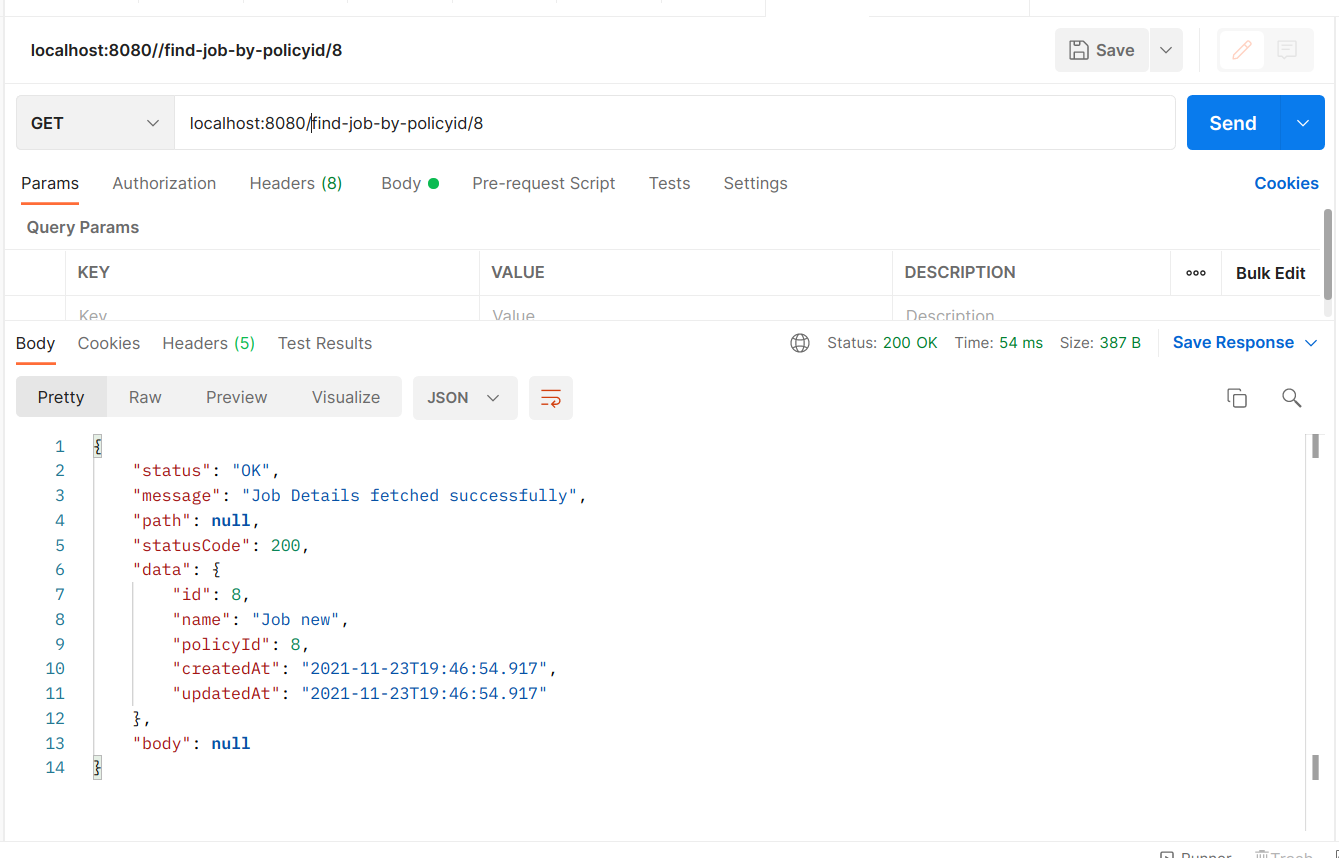 localhost:8080//find-job-by-policyid/8
Save
GET
localhost:8080/find-job-by-policyid/8
Send
Params Authorization Headers (8) Body Pre-request Script Tests Settings Cookies
Query Params
KEY VALUE DESCRIPTION ooo Bulk Edit
Key Value Description
Body Cookies Headers (5) Test Results Status: 200 OK Time: 54 ms Size: 387 B Save Response
Pretty Raw Preview Visualize JSON
1 {
2 "status": "OK",
3 "message": "Job Details fetched successfully",
4 "path": null,
5 "statusCode": 200,
6 "data": {
7 "id": 8,
8 "name": "Job new",
9 "policyId": 8,
10 "createdAt": "2021-11-23T19:46:54.917",
11 "updatedAt": "2021-11-23T19:46:54.917"
12 },
13 "body": null
14 }
Runner Trash